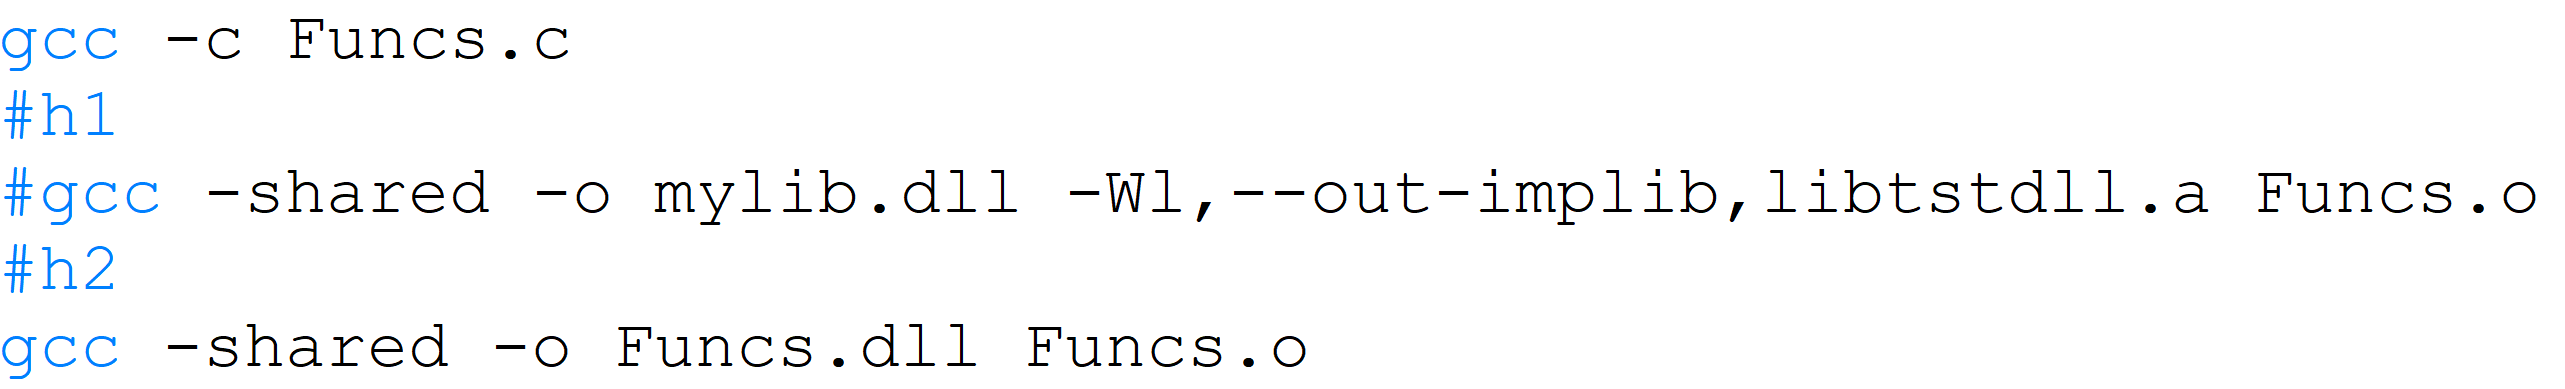 gcc -c Funcs.c
#h1
#gcc -shared -o mylib.dll -Wl,--out-implib,libtstdll.a Funcs.o
#h2
gcc -shared -o Funcs.dll Funcs.o